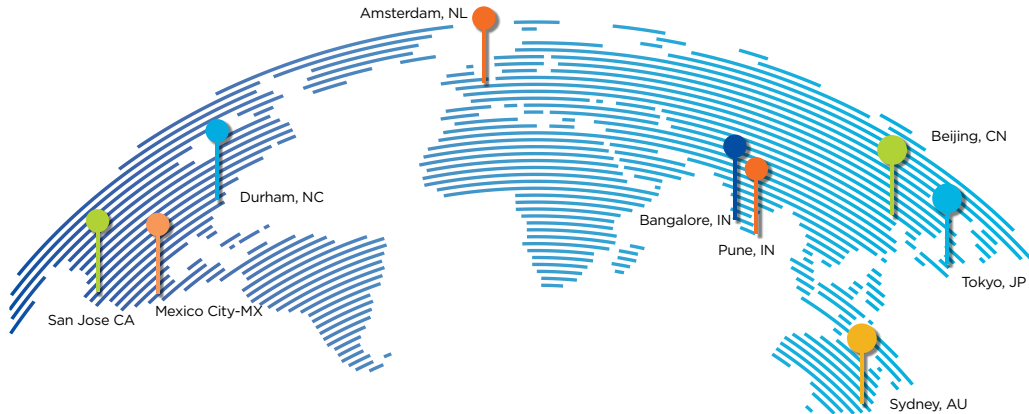 Amsterdam, NL
Beijing, CN
Durham, NC
Bangalore, IN
Pune, IN
Tokyo, JP
Mexico City-MX
San Jose CA
Sydney, AU